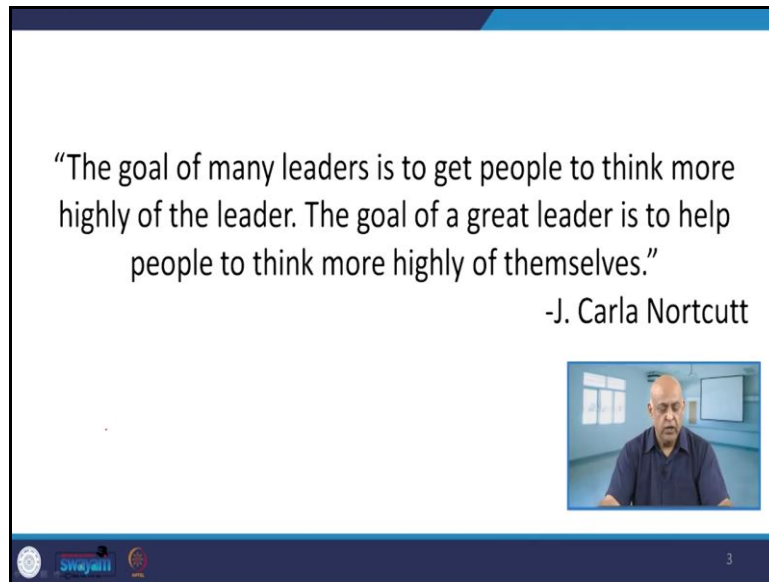 “The goal of many leaders is to get people to think more
highly of the leader. The goal of a great leader is to help
people to think more highly of themselves.”
-J. Carla Nortcutt
swayam
3